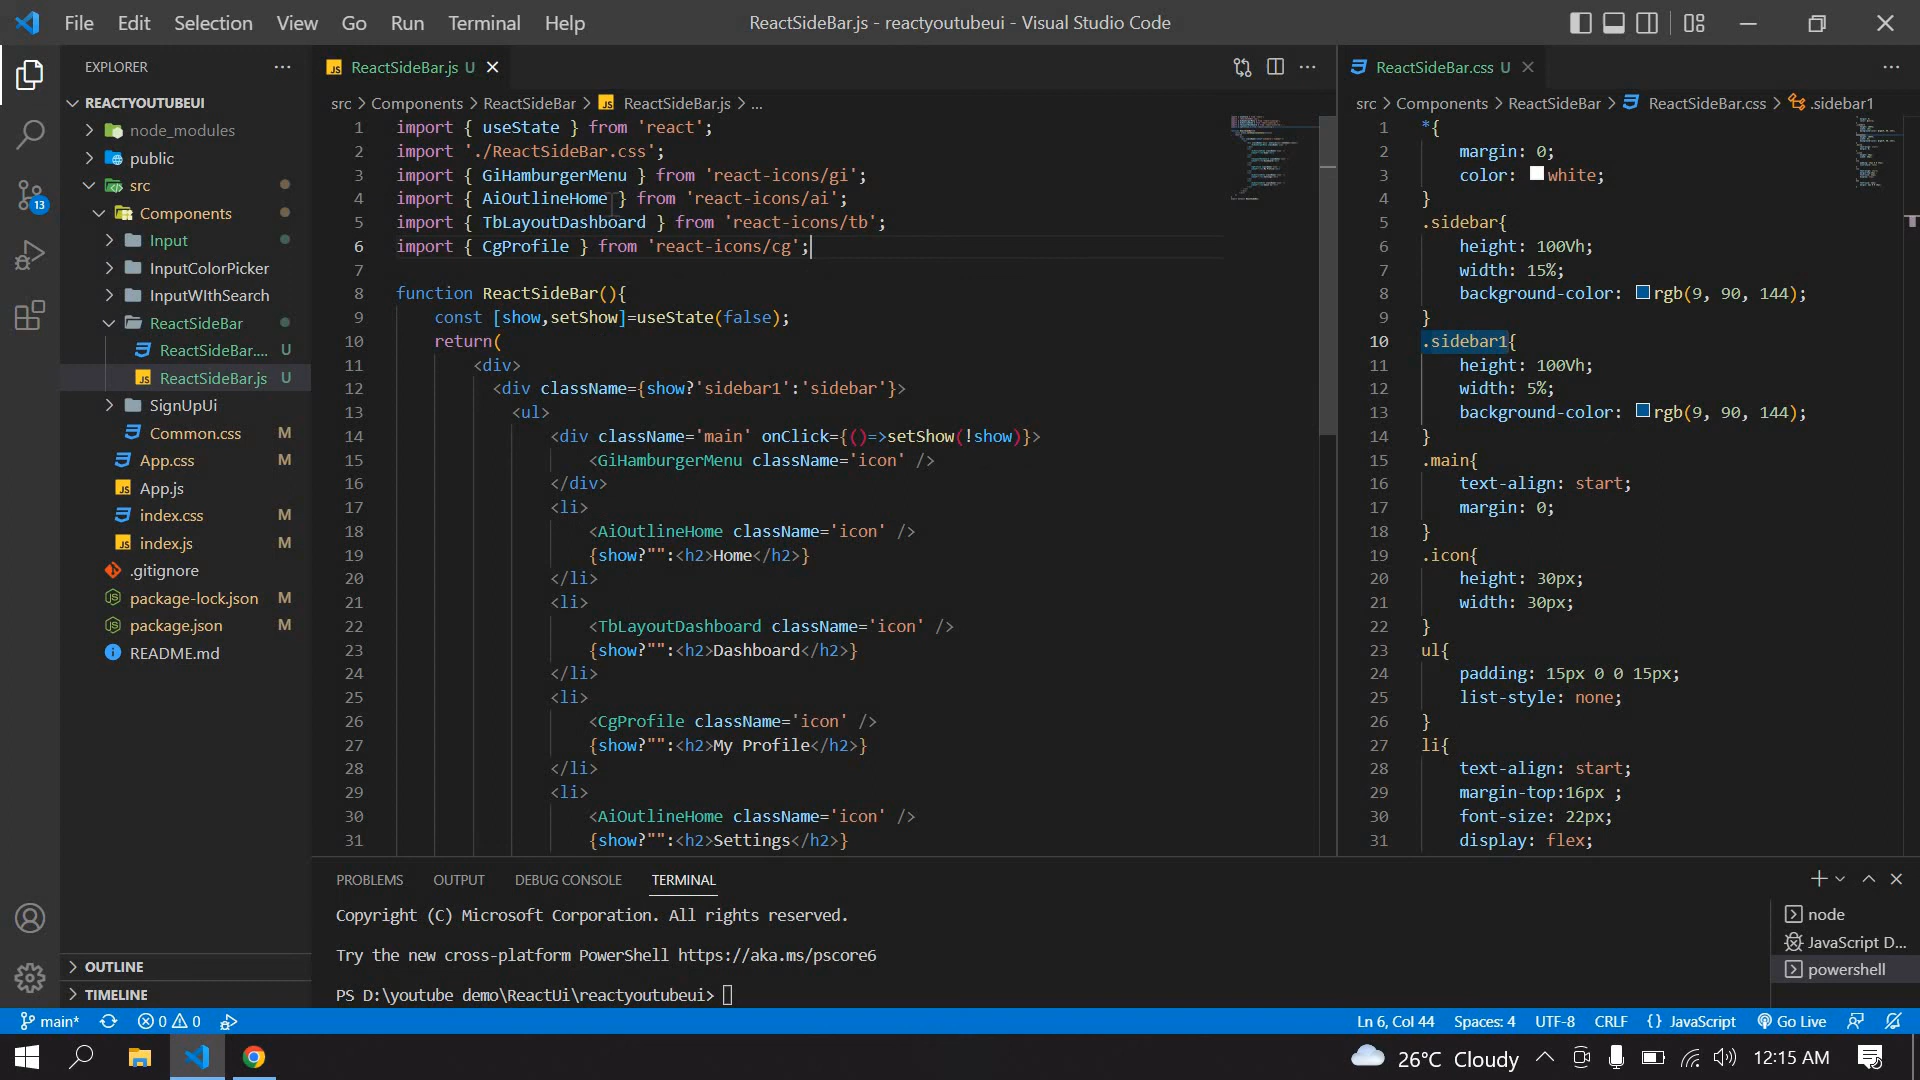 File Edit Selection View Go Run Terminal Help
ReactSideBar.js - reactyoutubeui - Visual Studio Code
EXPLORER
REACTYOUTUBEUI
node_modules
public
src
Components
Input
InputColorPicker
InputWIthSearch
ReactSideBar
ReactSideBar.... U
ReactSideBar.js U
SignUpUi
Common.css M
App.css M
App.js
index.css M
index.js M
.gitignore
package-lock.json M
package.json M
README.md
OUTLINE
TIMELINE
13
ReactSideBar.js U
src > Components > ReactSideBar > ReactSideBar.js > ...
1 import { useState } from 'react';
2 import './ReactSideBar.css';
3 import { GiHamburgerMenu } from 'react-icons/gi';
4 import { AiOutlineHome } from 'react-icons/ai';
5 import { TbLayoutDashboard } from 'react-icons/tb';
6 import { CgProfile } from 'react-icons/cg';
7
8 function ReactSideBar(){
9 const [show,setShow]=useState(false);
10 return(
11 <div>
12 <div className={show?'sidebar1':'sidebar'}>
13 <ul>
14 <div className='main' onClick={()=>setShow(!show)}>
15 <GiHamburgerMenu className='icon' />
16 </div>
17 <li>
18 <AiOutlineHome className='icon' />
19 {show?"":<h2>Home</h2>}
20 </li>
21 <li>
22 <TbLayoutDashboard className='icon' />
23 {show?"":<h2>Dashboard</h2>}
24 </li>
25 <li>
26 <CgProfile className='icon' />
27 {show?"":<h2>My Profile</h2>}
28 </li>
29 <li>
30 <AiOutlineHome className='icon' />
31 {show?"":<h2>Settings</h2>}
ReactSideBar.css U
src > Components > ReactSideBar > ReactSideBar.css > .sidebar1
1 *{
2 margin: 0;
3 color: white;
4 }
5 .sidebar{
6 height: 100Vh;
7 width: 15%;
8 background-color: rgb(9, 90, 144);
9 }
10 .sidebar1{
11 height: 100Vh;
12 width: 5%;
13 background-color: rgb(9, 90, 144);
14 }
15 .main{
16 text-align: start;
17 margin: 0;
18 }
19 .icon{
20 height: 30px;
21 width: 30px;
22 }
23 ul{
24 padding: 15px 0 0 15px;
25 list-style: none;
26 }
27 li{
28 text-align: start;
29 margin-top:16px ;
30 font-size: 22px;
31 display: flex;
PROBLEMS OUTPUT DEBUG CONSOLE TERMINAL
Copyright (C) Microsoft Corporation. All rights reserved.
Try the new cross-platform PowerShell https://aka.ms/pscore6
PS D:\youtube demo\ReactUi\reactyoutubeui>
node
JavaScript D...
powershell
main* 0 0
Ln 6, Col 44 Spaces: 4 UTF-8 CRLF {} JavaScript Go Live
26°C Cloudy 12:15 AM